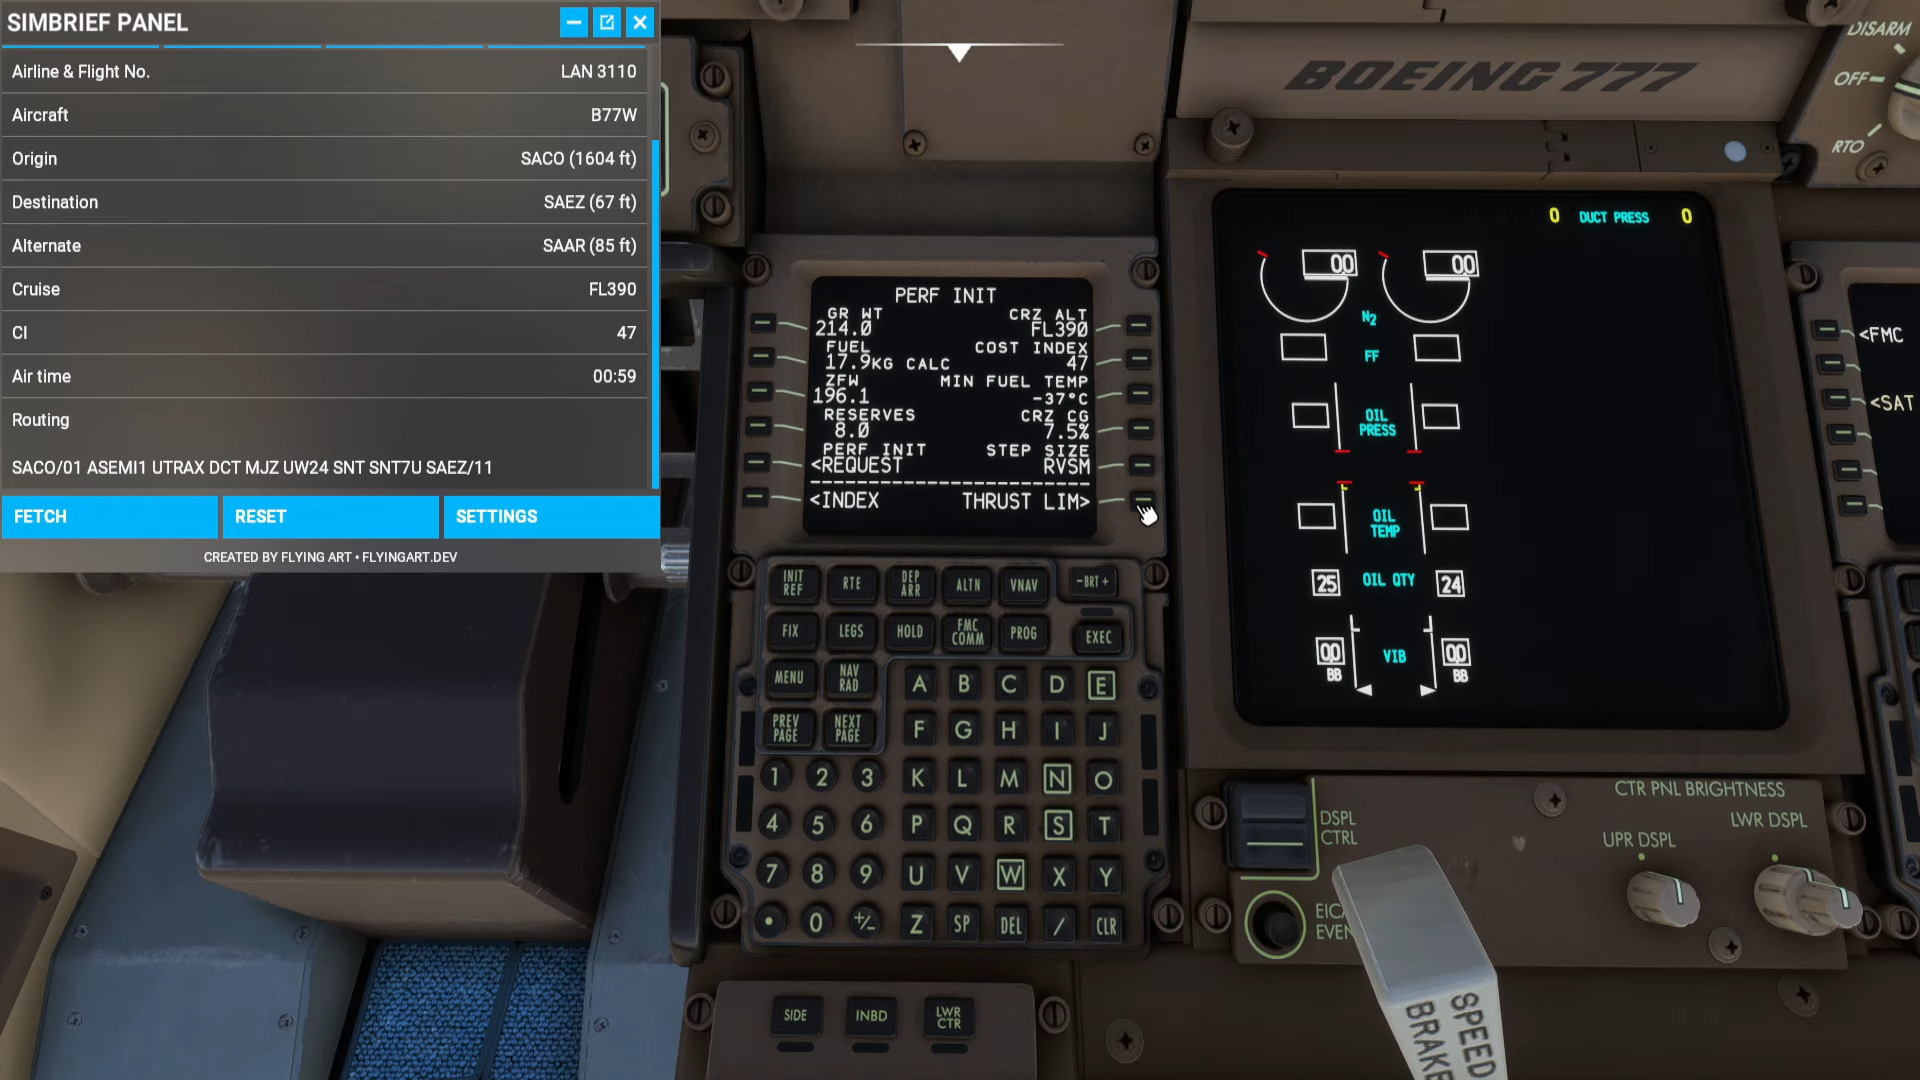 SIMBRIEF PANEL
Airline & Flight No. LAN 3110
Aircraft B77W
Origin SACO (1604 ft)
Destination SAEZ (67 ft)
Alternate SAAR (85 ft)
Cruise FL390
CI 47
Air time 00:59
Routing
SACO/01 ASEMI1 UTRAX DCT MJZ UW24 SNT SNT7U SAEZ/11
FETCH RESET SETTINGS
CREATED BY FLYING ART • FLYINGART.DEV
PERF INIT
GR WT CRZ ALT
214.0 FL390
FUEL COST INDEX
17.9KG CALC 47
ZFW MIN FUEL TEMP
196.1 -37°C
RESERVES CRZ CG
8.0 7.5%
PERF INIT STEP SIZE
<REQUEST RVSM
<INDEX THRUST LIM>
INIT REF
RTE
DEP ARR
ALTN
VNAV
- BRT +
FIX
LEGS
HOLD
FMC COMM
PROG
EXEC
MENU
NAV RAD
PREV PAGE
NEXT PAGE
A B C D E
F G H I J
1 2 3 K L M N O
4 5 6 P Q R S T
7 8 9 U V W X Y
• 0 +/- Z SP DEL / CLR
SIDE
INBD
LWR CTR
BOEING 777
DISARM
OFF
RTO
0 DUCT PRESS 0
00 00
N2
FF
OIL PRESS
OIL TEMP
25 OIL QTY 24
00 VIB 00
BB BB
<FMC
<SAT
DSPL CTRL
CTR PNL BRIGHTNESS
UPR DSPL
LWR DSPL
SPEED BRAKE